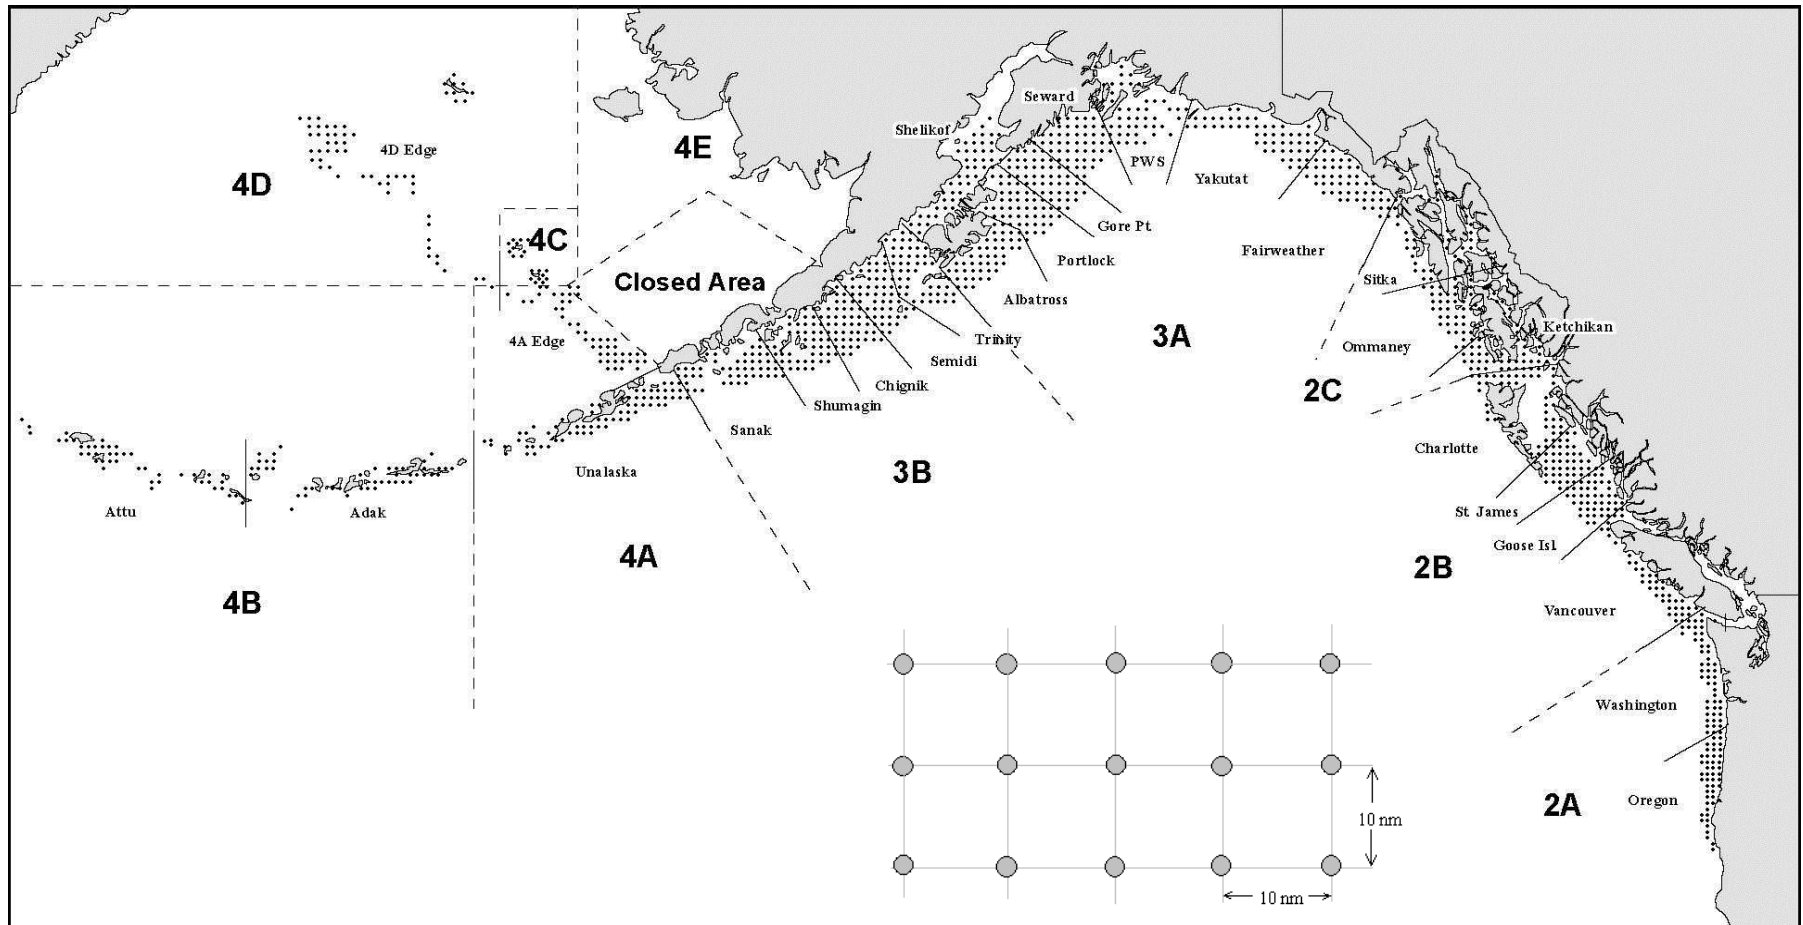 Seward
Shelikof
4E
4D Edge
PWS
4D
Yakutat
Gore Pt.
4C
Fairweather
Portlock
Closed Area
Sitka
Albatross
Ketchikan
4A Edge
Trinity
3A
Ommaney
Semidi
Chignik
2C
Shumagin
Sanak
Charlotte
Unalaska
3B
Attu
Adak
St. James
Goose Isl.
4A
2B
4B
Vancouver
Washington
Oregon
2A
10 nm
10 nm